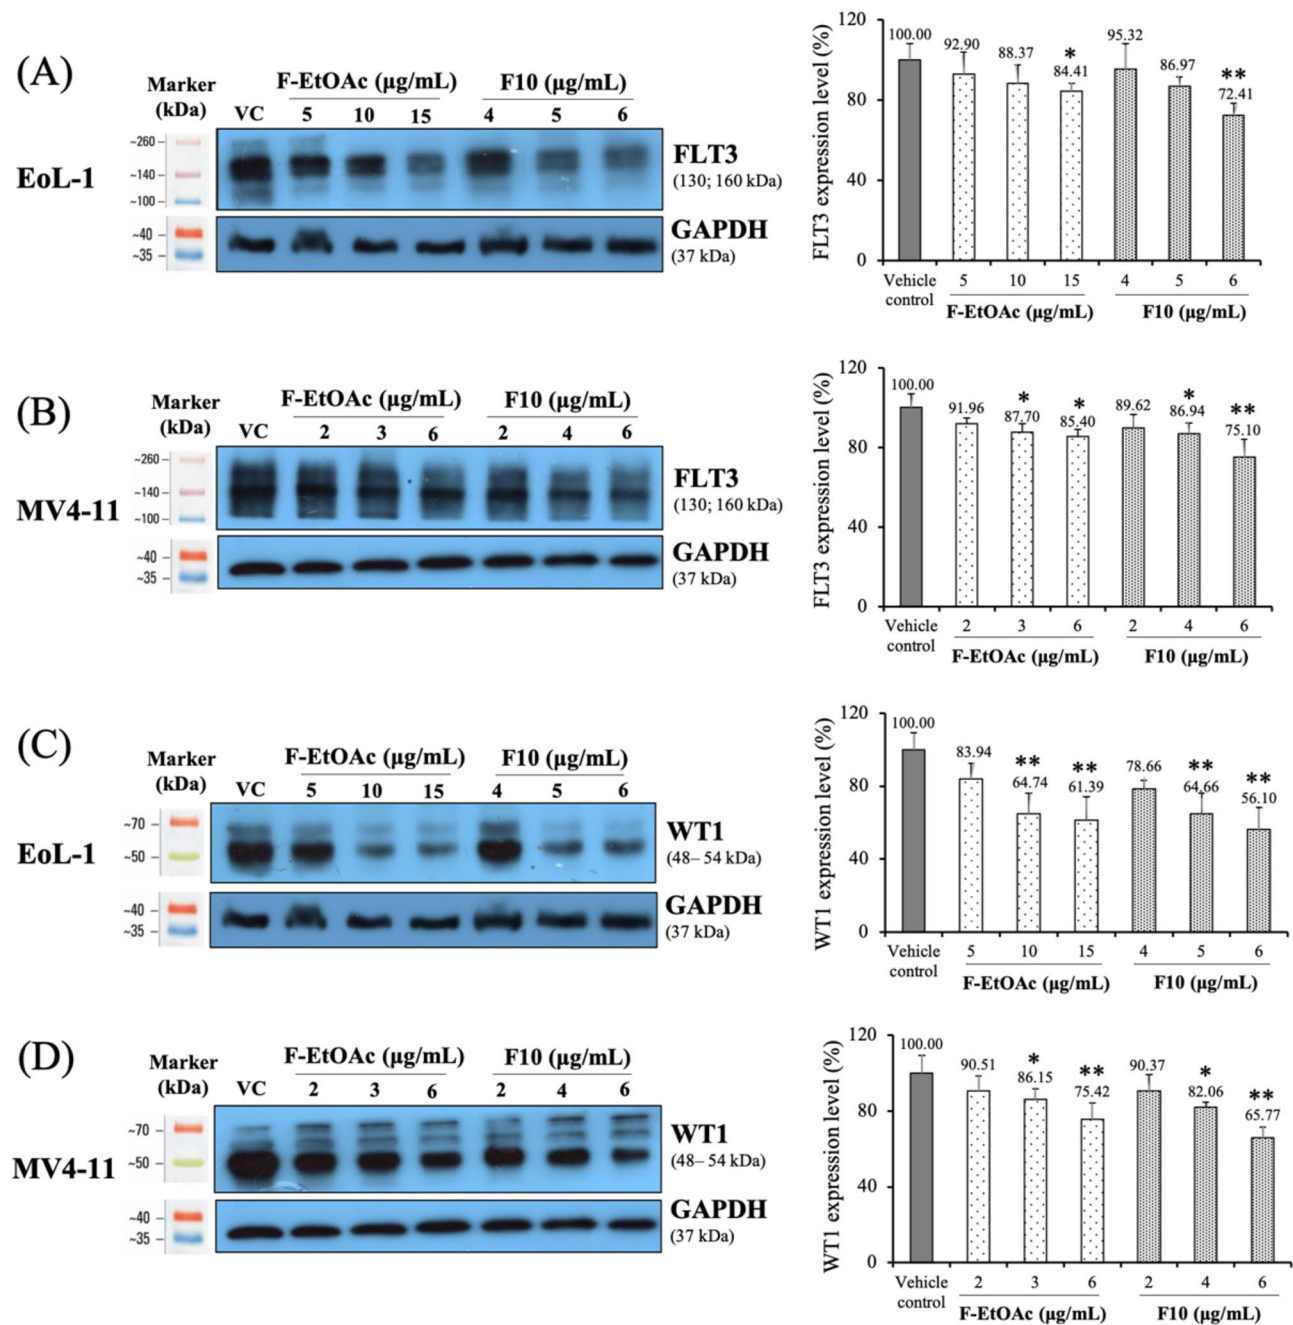 (A)
Marker
(kDa)
F-EtOAc (µg/mL)
F10 (µg/mL)
VC 5 10 15 4 5 6
~260
~140
~100
~40
~35
EoL-1
FLT3
(130; 160 kDa)
GAPDH
(37 kDa)
FLT3 expression level (%)
120
80
40
0
100.00
92.90
88.37
*
84.41
95.32
86.97
**
72.41
Vehicle
control
5 10 15 4 5 6
F-EtOAc (µg/mL) F10 (µg/mL)
(B)
Marker
(kDa)
F-EtOAc (µg/mL)
F10 (µg/mL)
VC 2 3 6 2 4 6
~260
~140
~100
~40
~35
MV4-11
FLT3
(130; 160 kDa)
GAPDH
(37 kDa)
FLT3 expression level (%)
120
80
40
0
100.00
91.96
*
87.70
*
85.40
89.62
*
86.94
**
75.10
Vehicle
control
2 3 6 2 4 6
F-EtOAc (µg/mL) F10 (µg/mL)
(C)
Marker
(kDa)
F-EtOAc (µg/mL)
F10 (µg/mL)
VC 5 10 15 4 5 6
~70
~50
~40
~35
EoL-1
WT1
(48– 54 kDa)
GAPDH
(37 kDa)
WT1 expression level (%)
120
80
40
0
100.00
83.94
**
64.74
**
61.39
78.66
**
64.66
**
56.10
Vehicle
control
5 10 15 4 5 6
F-EtOAc (µg/mL) F10 (µg/mL)
(D)
Marker
(kDa)
F-EtOAc (µg/mL)
F10 (µg/mL)
VC 2 3 6 2 4 6
~70
~50
~40
~35
MV4-11
WT1
(48– 54 kDa)
GAPDH
(37 kDa)
WT1 expression level (%)
120
80
40
0
100.00
90.51
*
86.15
**
75.42
90.37
*
82.06
**
65.77
Vehicle
control
2 3 6 2 4 6
F-EtOAc (µg/mL) F10 (µg/mL)